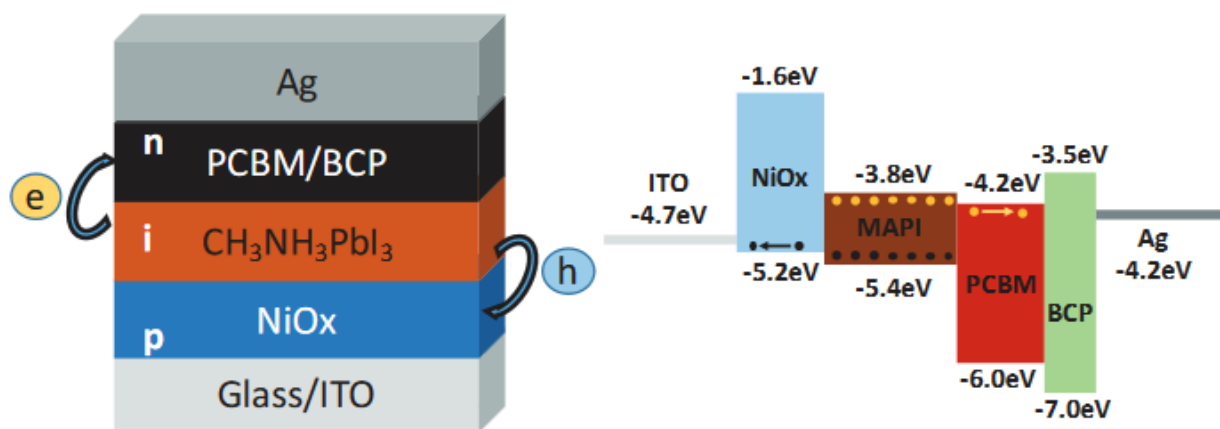 Ag
n
PCBM/BCP
e
i
CH₃NH₃PbI₃
h
NiOx
p
Glass/ITO
-1.6eV
ITO
-4.7eV
NiOx
-5.2eV
-3.8eV
MAPI
-5.4eV
-4.2eV
PCBM
-6.0eV
-3.5eV
BCP
-7.0eV
Ag
-4.2eV